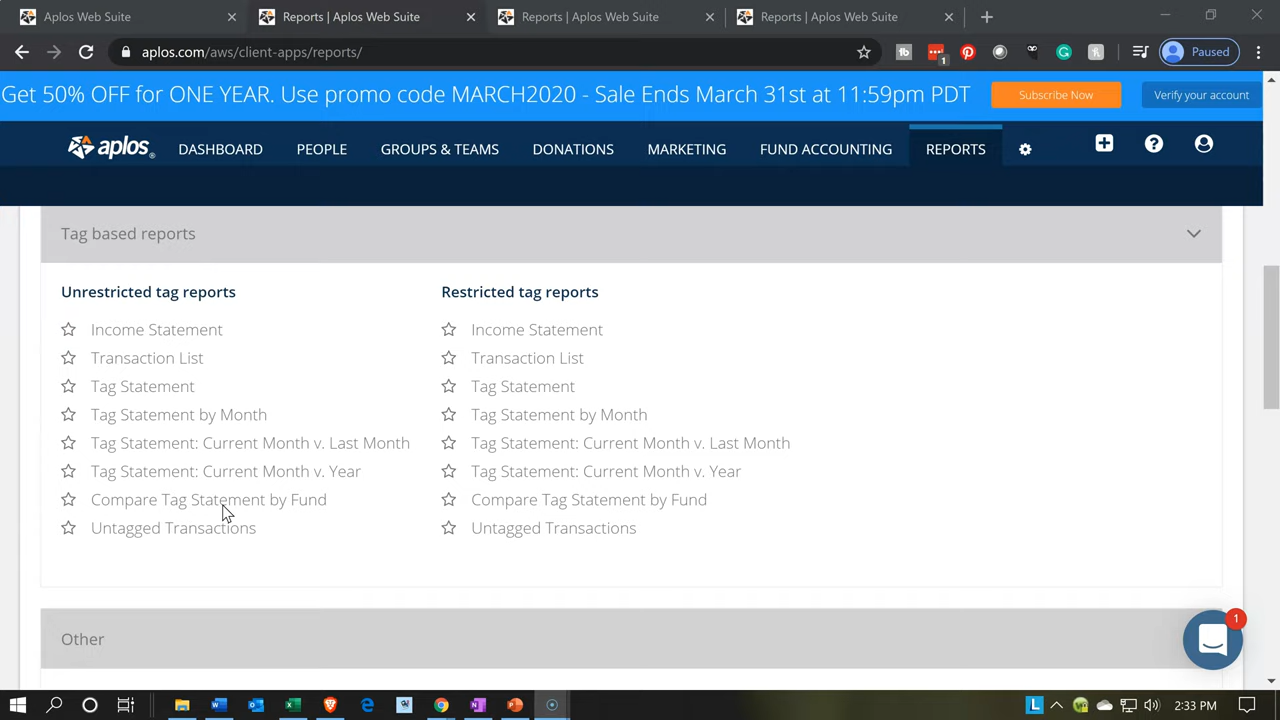 Aplos Web Suite
Reports | Aplos Web Suite
Reports | Aplos Web Suite
Reports | Aplos Web Suite
aplos.com/aws/client-apps/reports/
1
Paused
Get 50% OFF for ONE YEAR. Use promo code MARCH2020 - Sale Ends March 31st at 11:59pm PDT
Subscribe Now
Verify your account
aplos
DASHBOARD
PEOPLE
GROUPS & TEAMS
DONATIONS
MARKETING
FUND ACCOUNTING
REPORTS
Tag based reports
Unrestricted tag reports
Income Statement
Transaction List
Tag Statement
Tag Statement by Month
Tag Statement: Current Month v. Last Month
Tag Statement: Current Month v. Year
Compare Tag Statement by Fund
Untagged Transactions
Restricted tag reports
Income Statement
Transaction List
Tag Statement
Tag Statement by Month
Tag Statement: Current Month v. Last Month
Tag Statement: Current Month v. Year
Compare Tag Statement by Fund
Untagged Transactions
Other
1
2:33 PM